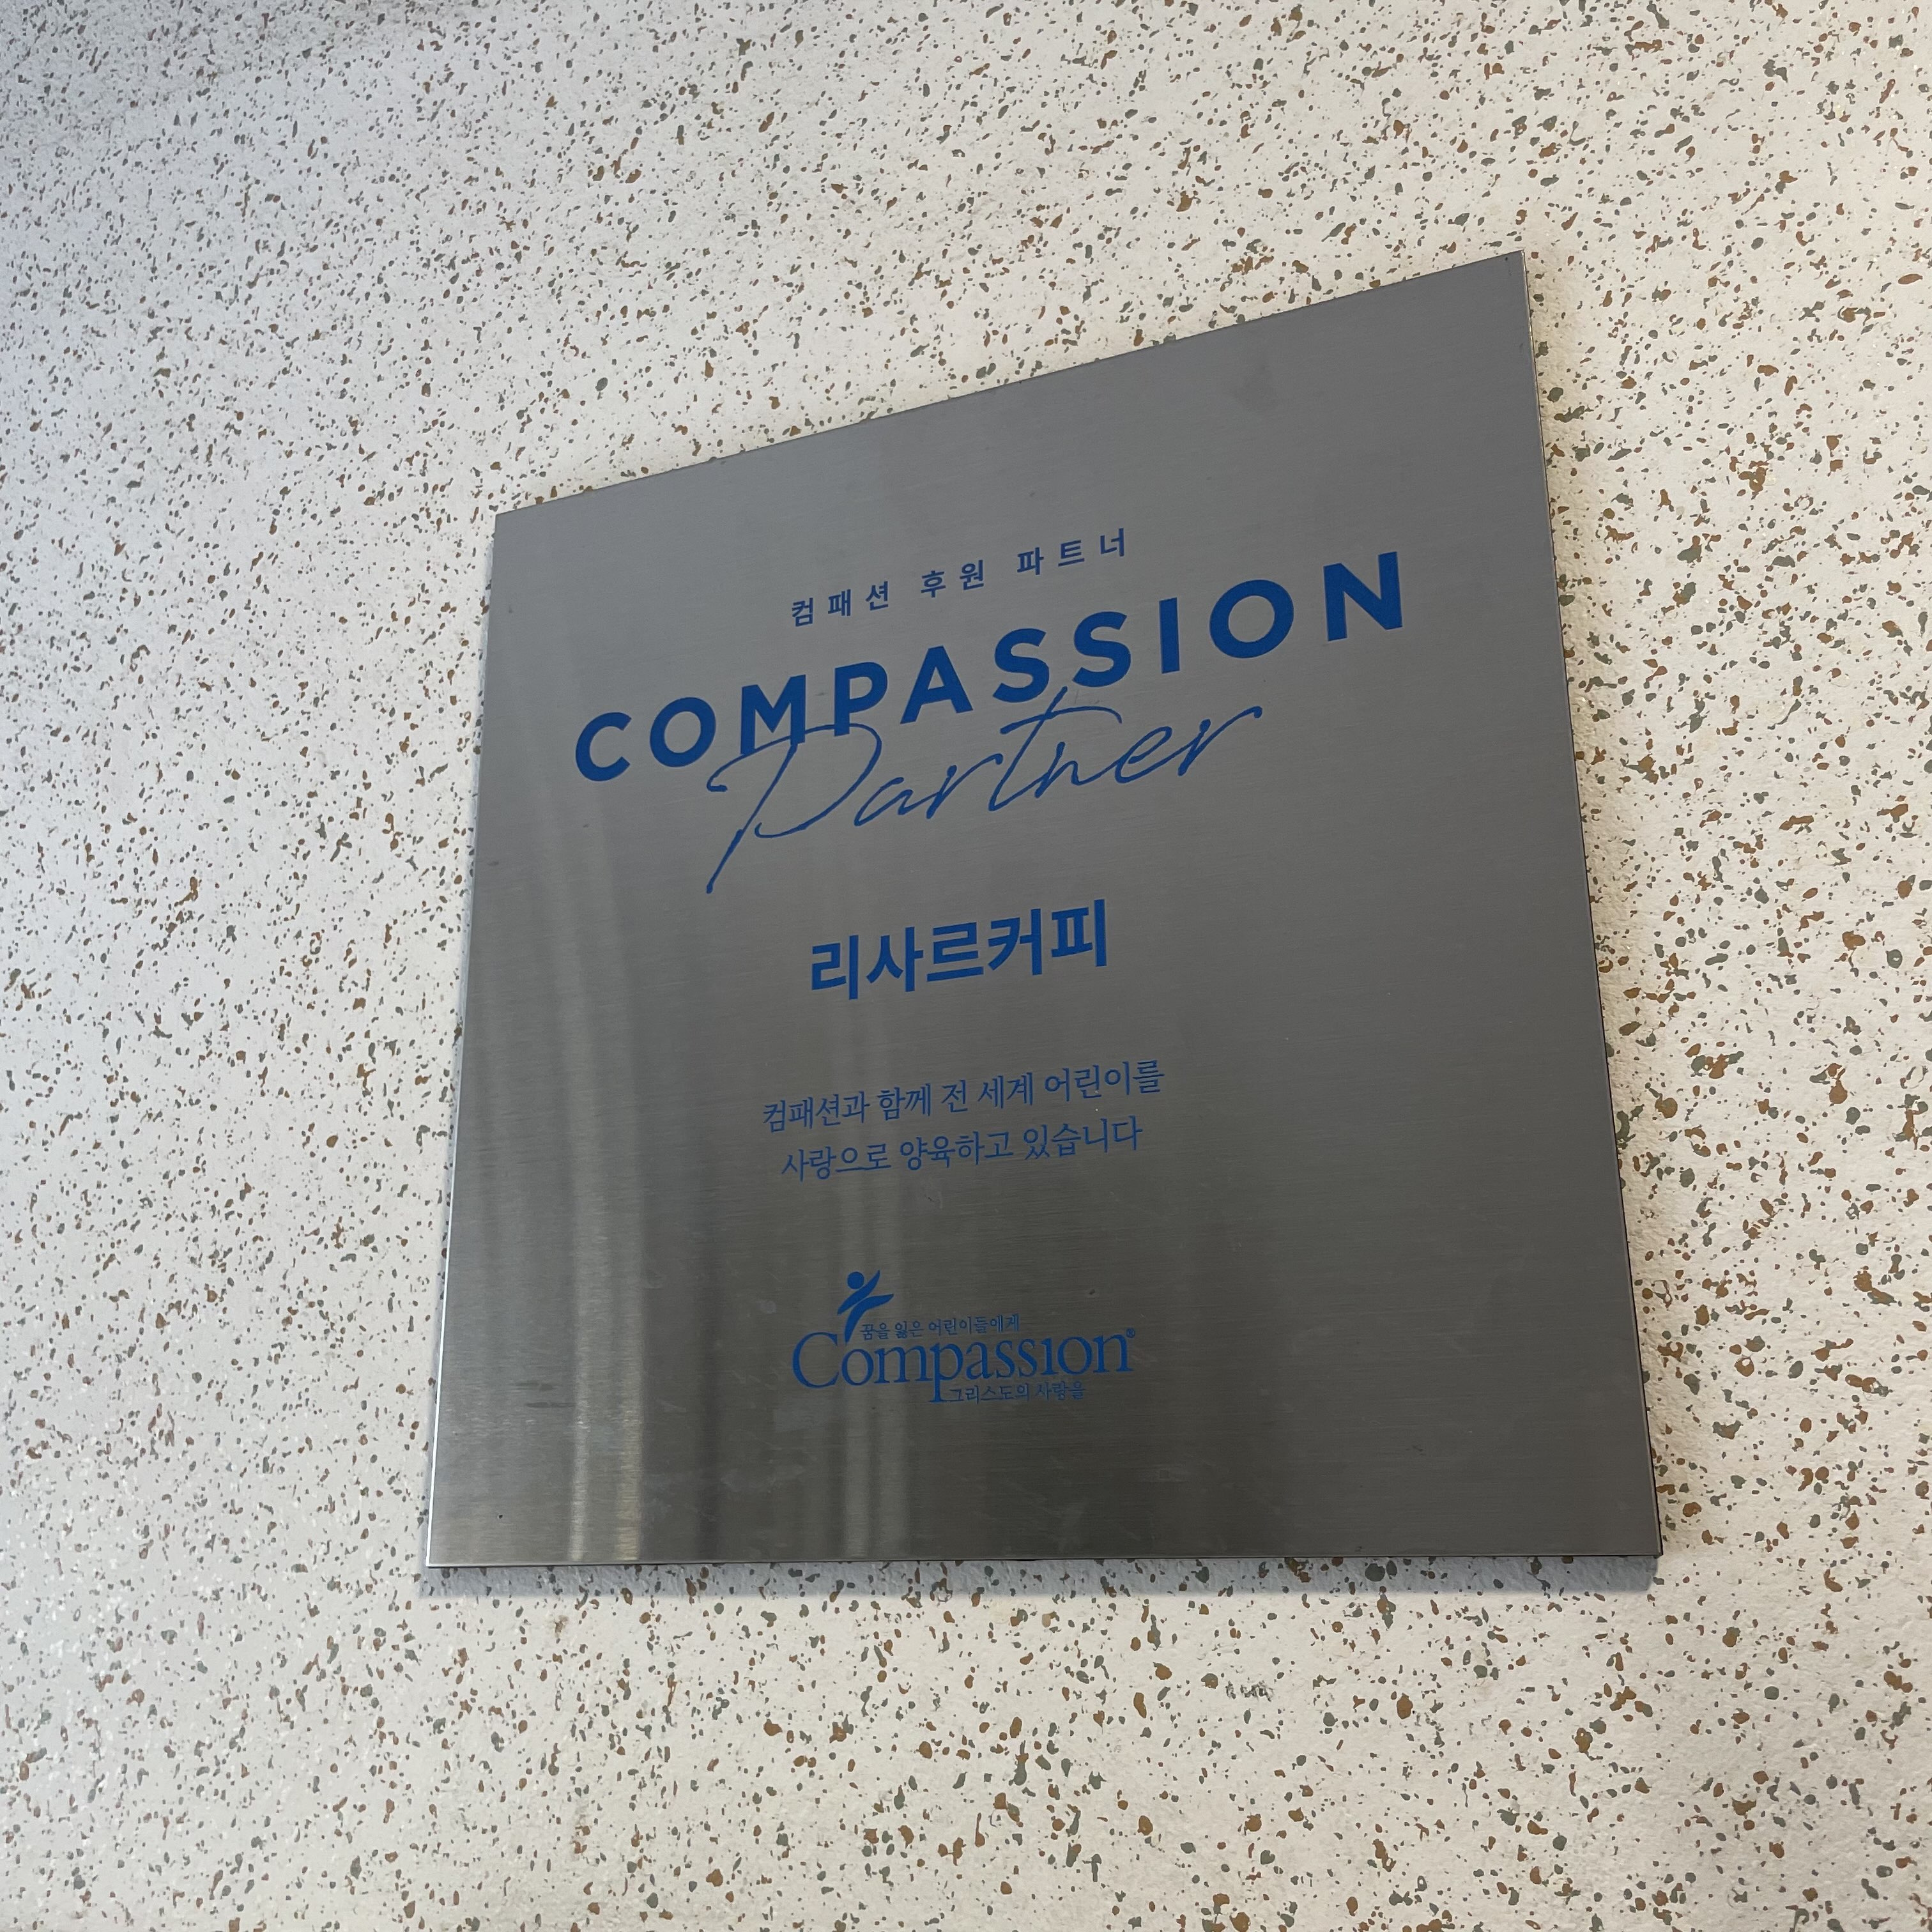 컴패션 후원 파트너
COMPASSION
Partner
리사르커피
컴패션과 함께 전 세계 어린이를
사랑으로 양육하고 있습니다
꿈을 잃은 어린이들에게
Compassion®
그리스도의 사랑을